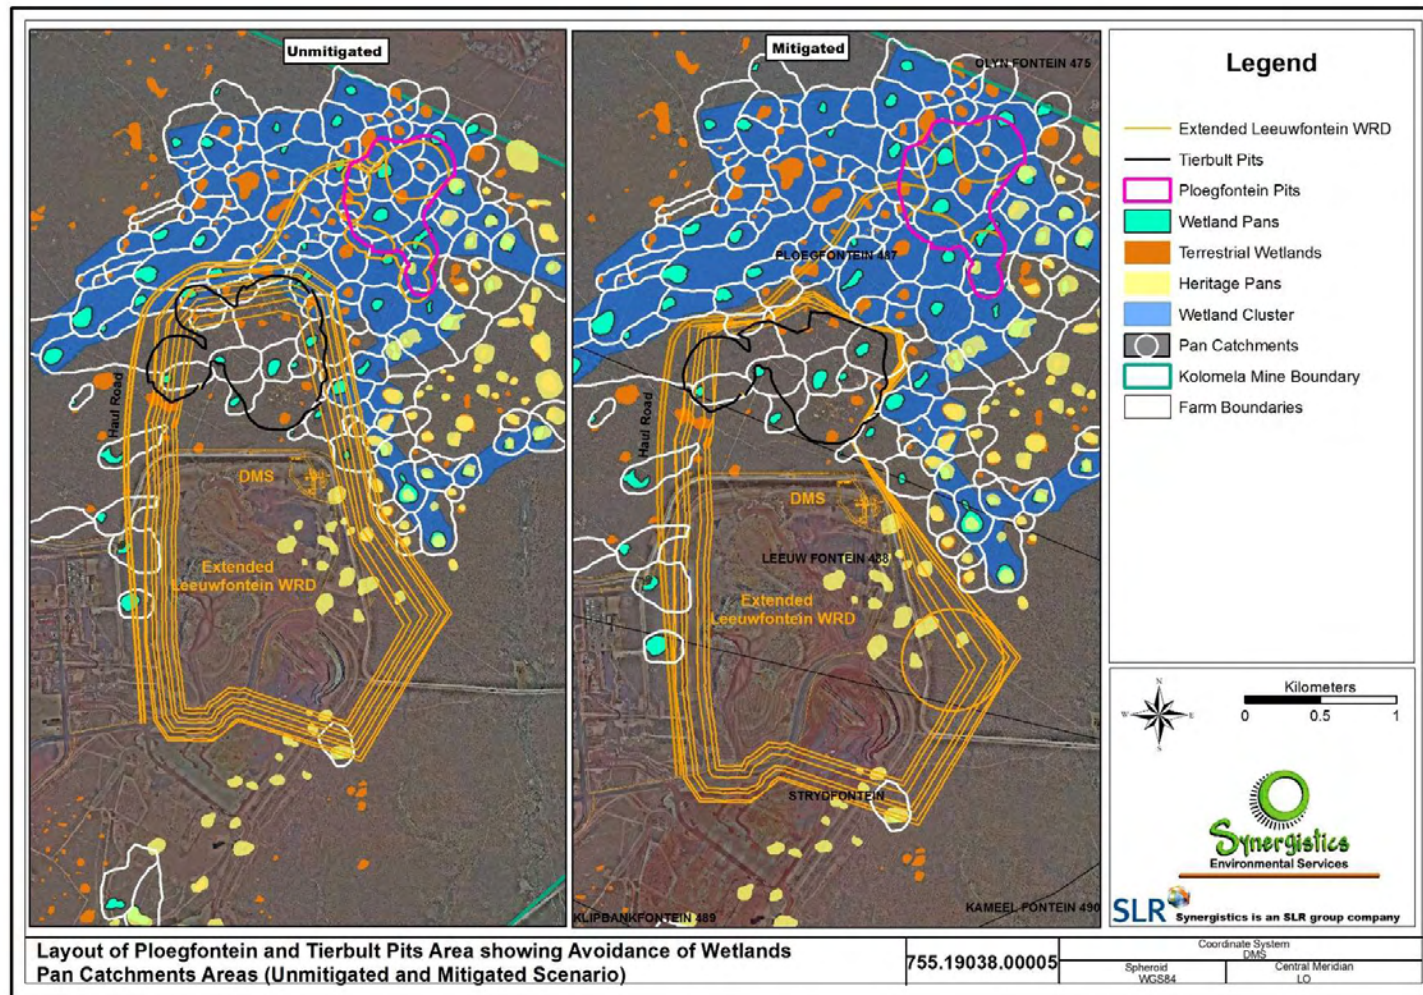 Unmitigated
Haul Road
DMS
Extended
Leeuwfontein WRD
Mitigated
OLYN FONTEIN 475
PLOEGFONTEIN 487
Haul Road
DMS
LEEUW FONTEIN 488
Extended
Leeuwfontein WRD
STRYDFONTEIN
KLIPBANKFONTEIN 489
KAMEEL FONTEIN 490
Legend
Extended Leeuwfontein WRD
Tierbult Pits
Ploegfontein Pits
Wetland Pans
Terrestrial Wetlands
Heritage Pans
Wetland Cluster
Pan Catchments
Kolomela Mine Boundary
Farm Boundaries
N
W E
S
Kilometers
0 0.5 1
Synergistics
Environmental Services
SLR Synergistics is an SLR group company
Layout of Ploegfontein and Tierbult Pits Area showing Avoidance of Wetlands
Pan Catchments Areas (Unmitigated and Mitigated Scenario)
755.19038.00005
Coordinate System
DMS
Spheroid
WGS84
Central Meridian
LO